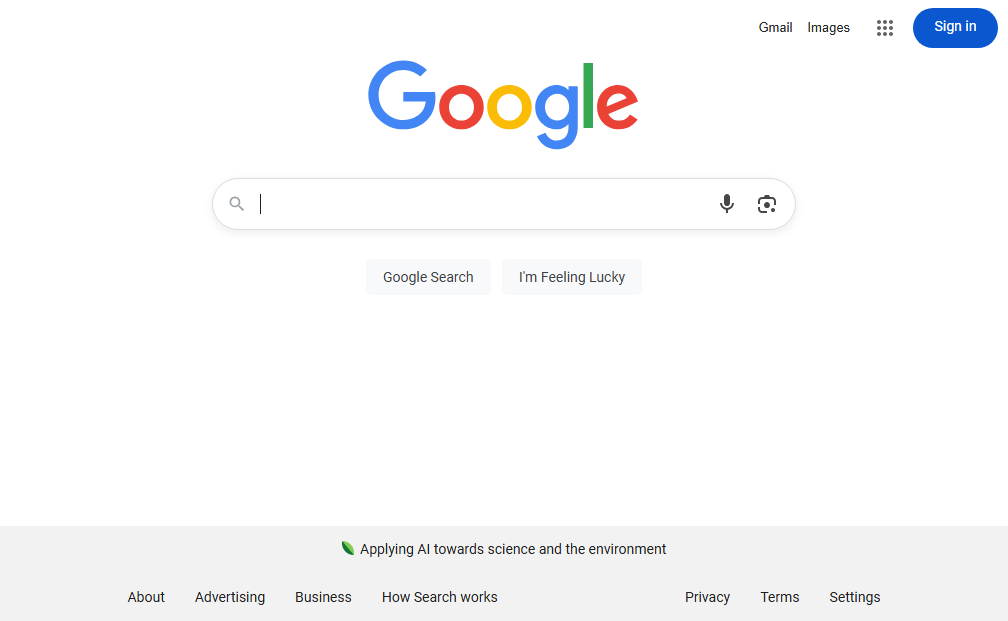 Gmail Images Sign in
Google
Google Search I'm Feeling Lucky
Applying AI towards science and the environment
About Advertising Business How Search works Privacy Terms Settings